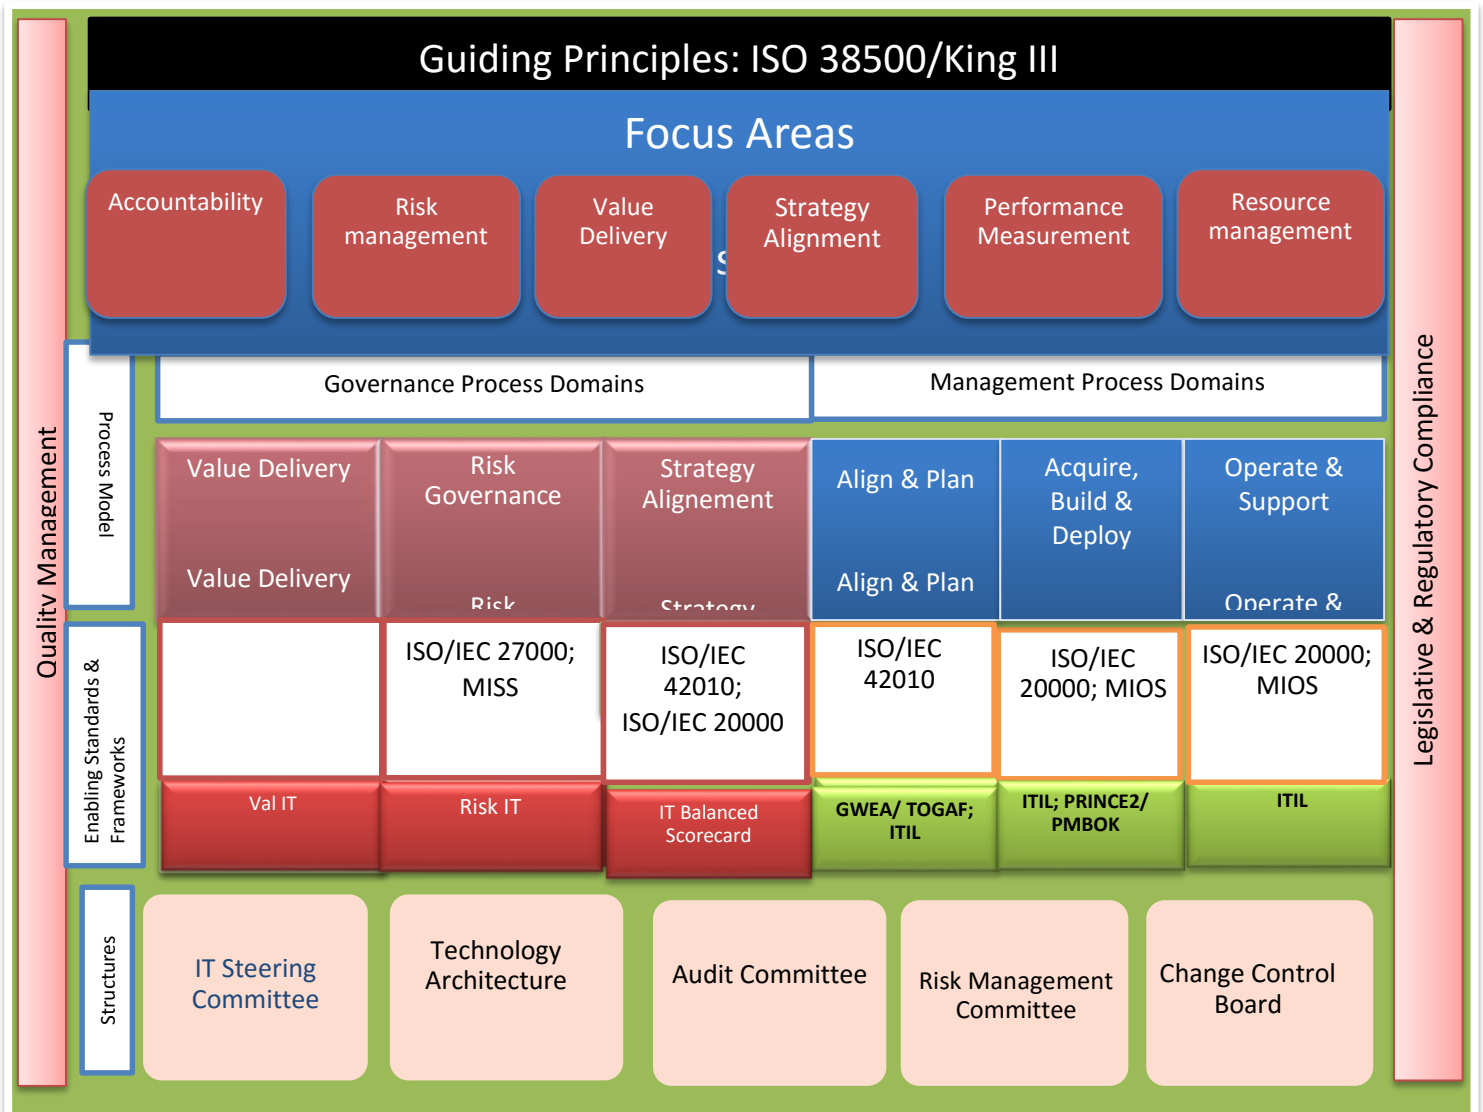 Guiding Principles: ISO 38500/King III
Focus Areas
Accountability
Risk
management
Value
Delivery
Strategy
Alignment
Performance
Measurement
Resource
management
S
Quality Management
Legislative & Regulatory Compliance
Process Model
Governance Process Domains
Management Process Domains
Value Delivery
Risk
Governance
Strategy
Alignement
Align & Plan
Acquire,
Build &
Deploy
Operate &
Support
Value Delivery
Risk
Strategy
Align & Plan
Operate &
Enabling Standards &
Frameworks
ISO/IEC 27000;
MISS
ISO/IEC
42010;
ISO/IEC 20000
ISO/IEC
42010
ISO/IEC
20000; MIOS
ISO/IEC 20000;
MIOS
Val IT
Risk IT
IT Balanced
Scorecard
GWEA/ TOGAF;
ITIL
ITIL; PRINCE2/
PMBOK
ITIL
Structures
IT Steering
Committee
Technology
Architecture
Audit Committee
Risk Management
Committee
Change Control
Board